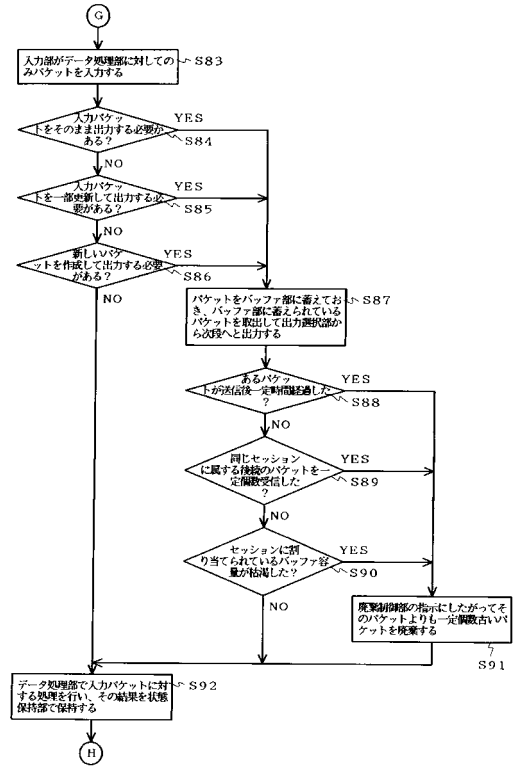 G
入力部がデータ処理部に対しての
みパケットを入力する
S83
入力パケッ
トをそのまま出力する必要が
ある?
YES
S84
NO
入力パケッ
トを一部更新して出力する必
要がある?
YES
S85
NO
新しいパケ
ットを作成して出力する必要
がある?
YES
S86
NO
パケットをバッファ部に蓄えてお
き、バッファ部に蓄えられている
パケットを取出して出力選択部か
ら次段へと出力する
S87
あるパケッ
トが送信後一定時間経過した
?
YES
S88
NO
同じセッション
に属する後続のパケットを一
定個数受信した
?
YES
S89
NO
セッションに割
り当てられているバッファ容
量が枯渇した?
YES
S90
NO
廃棄制御部の指示にしたがってそ
のパケットよりも一定個数古いパ
ケットを廃棄する
S91
データ処理部で入力パケットに対
する処理を行い、その結果を状態
保持部で保持する
S92
H